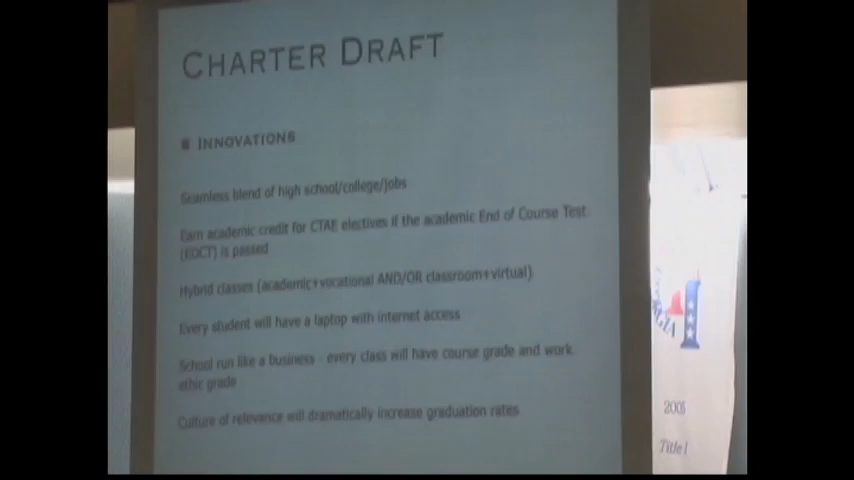 CHARTER DRAFT
INNOVATIONS
Seamless blend of high school/college/jobs
Earn academic credit for CTAE electives if the academic End of Course Test
(EOCT) is passed
Hybrid classes (academic+vocational AND/OR classroom+virtual)
Every student will have a laptop with internet access
School run like a business - every class will have course grade and work
ethic grade
Culture of relevance will dramatically increase graduation rates
2008
Title I